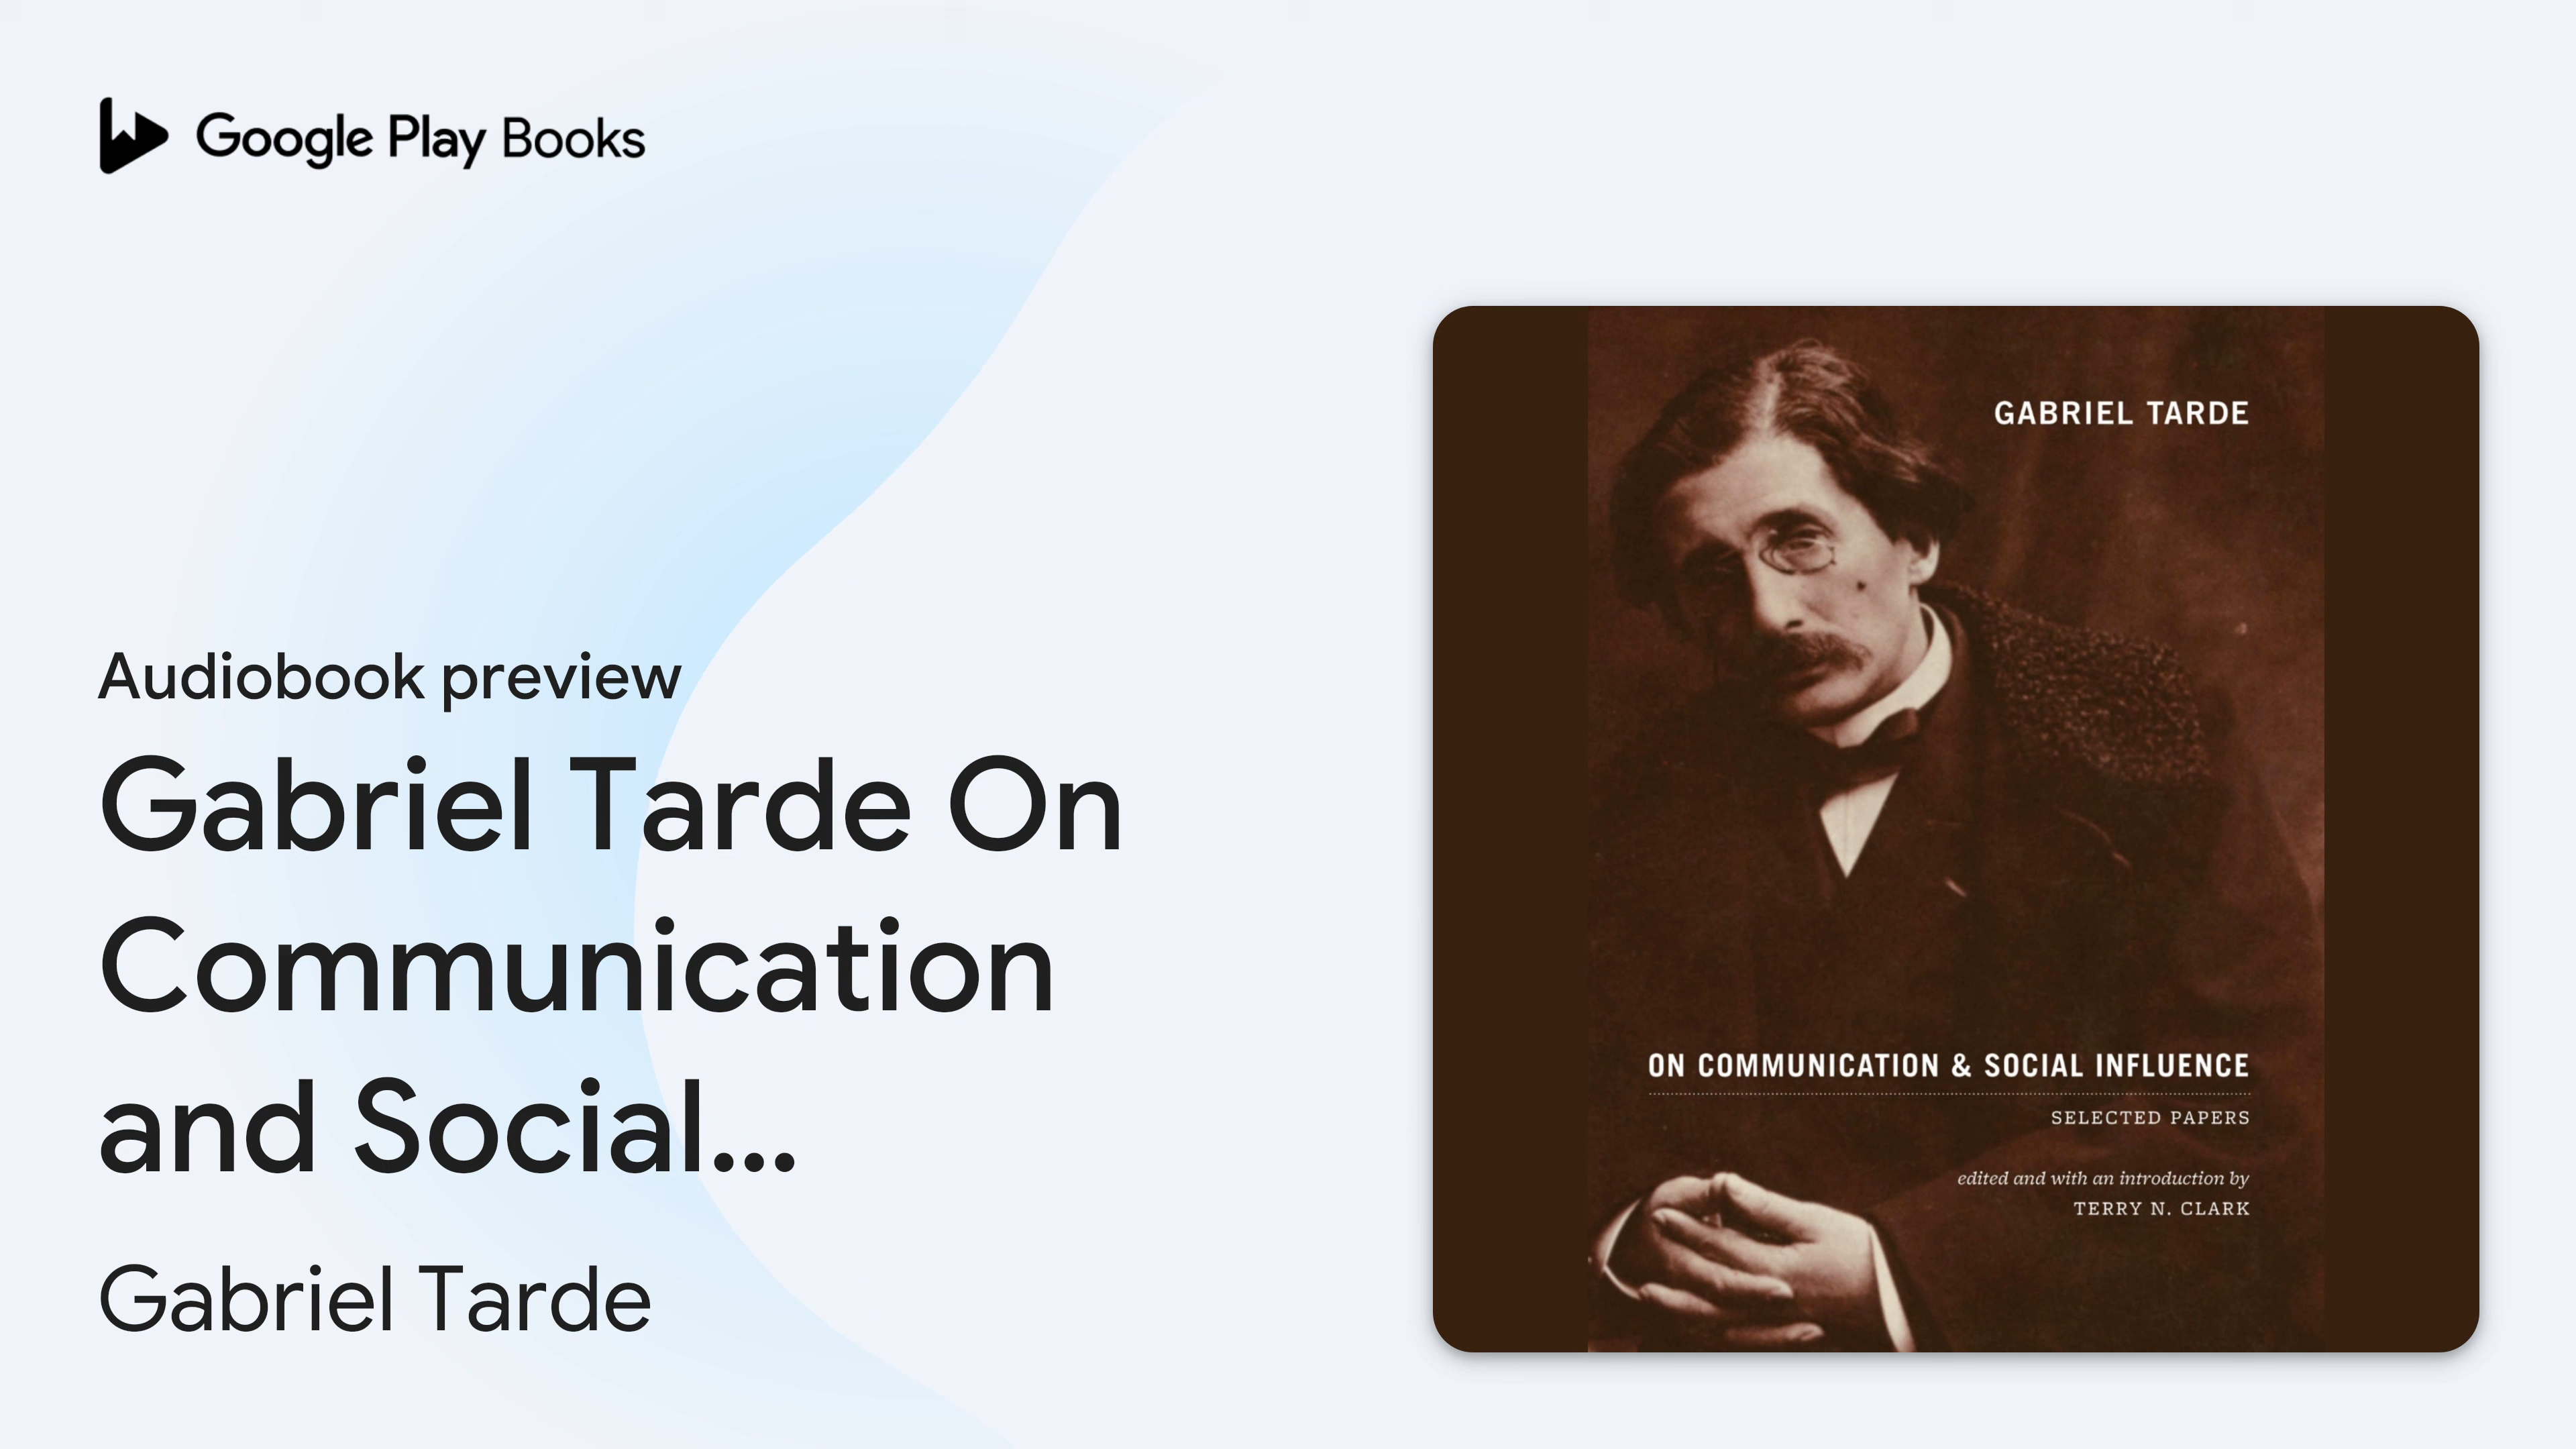 Google Play Books
Audiobook preview
Gabriel Tarde On
Communication
and Social...
Gabriel Tarde
GABRIEL TARDE
ON COMMUNICATION & SOCIAL INFLUENCE
SELECTED PAPERS
edited and with an introduction by
TERRY N. CLARK